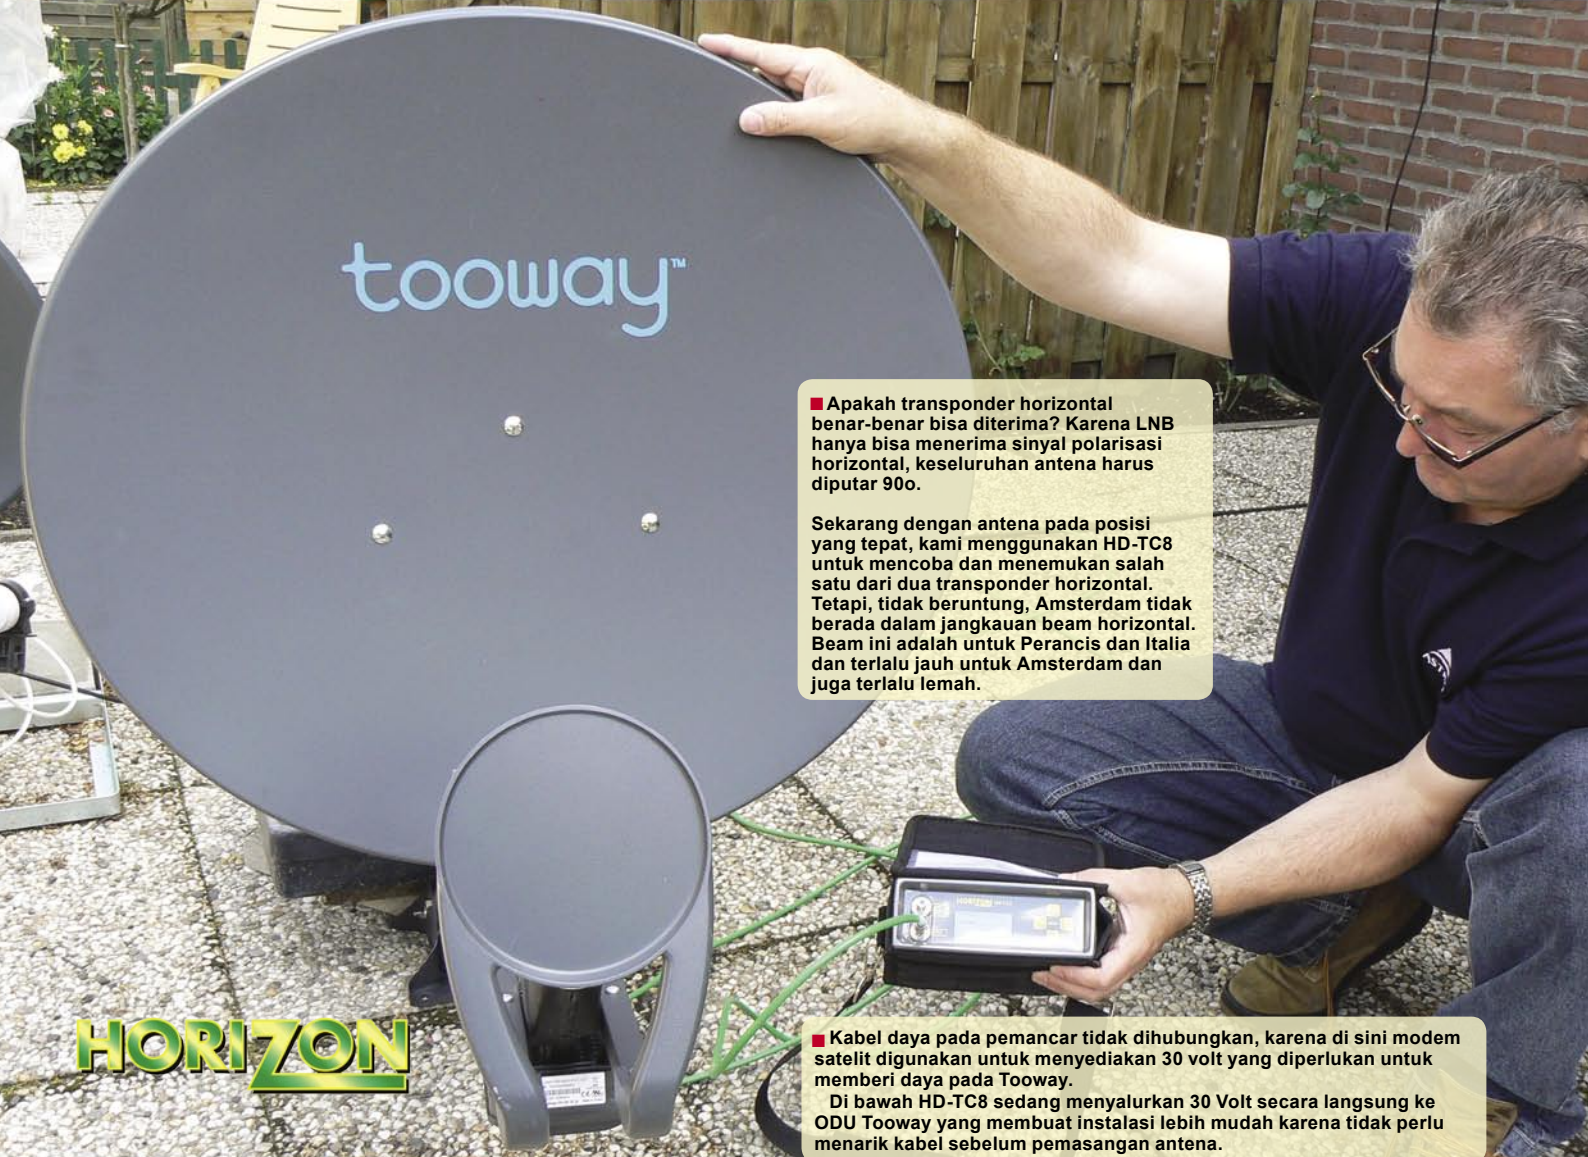 tooway™
■ Apakah transponder horizontal
benar-benar bisa diterima? Karena LNB
hanya bisa menerima sinyal polarisasi
horizontal, keseluruhan antena harus
diputar 90o.
Sekarang dengan antena pada posisi
yang tepat, kami menggunakan HD-TC8
untuk mencoba dan menemukan salah
satu dari dua transponder horizontal.
Tetapi, tidak beruntung, Amsterdam tidak
berada dalam jangkauan beam horizontal.
Beam ini adalah untuk Perancis dan Italia
dan terlalu jauh untuk Amsterdam dan
juga terlalu lemah.
HORIZON
HORIZON
■ Kabel daya pada pemancar tidak dihubungkan, karena di sini modem
satelit digunakan untuk menyediakan 30 volt yang diperlukan untuk
memberi daya pada Tooway.
Di bawah HD-TC8 sedang menyalurkan 30 Volt secara langsung ke
ODU Tooway yang membuat instalasi lebih mudah karena tidak perlu
menarik kabel sebelum pemasangan antena.